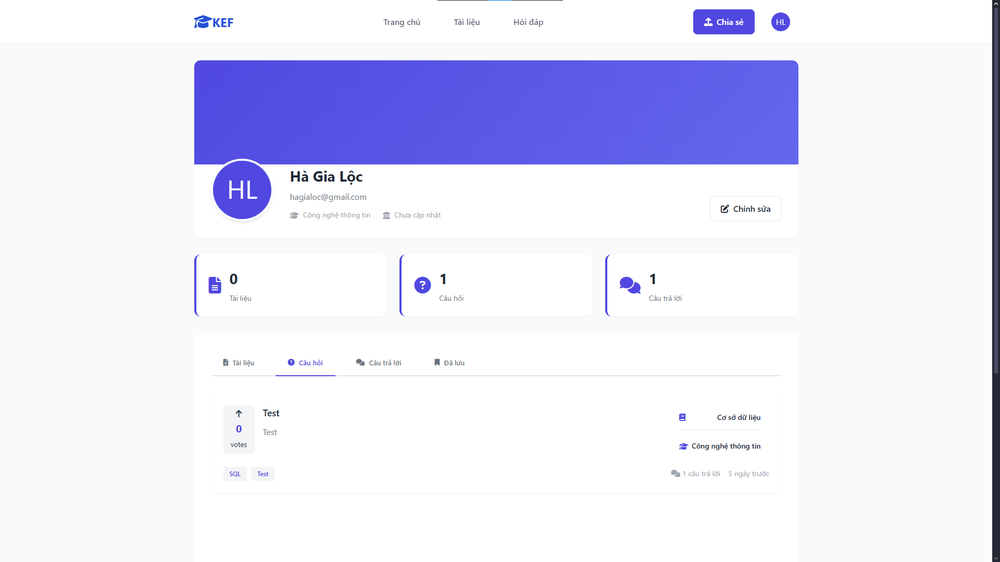 KEF
Trang chủ
Tài liệu
Hỏi đáp
Chia sẻ
HL
HL
Hà Gia Lộc
hagialoc@gmail.com
Công nghệ thông tin
Chưa cập nhật
Chỉnh sửa
0
Tài liệu
1
Câu hỏi
1
Câu trả lời
Tài liệu
Câu hỏi
Câu trả lời
Đã lưu
0
votes
Test
Test
Cơ sở dữ liệu
Công nghệ thông tin
SQL
Test
1 câu trả lời
5 ngày trước